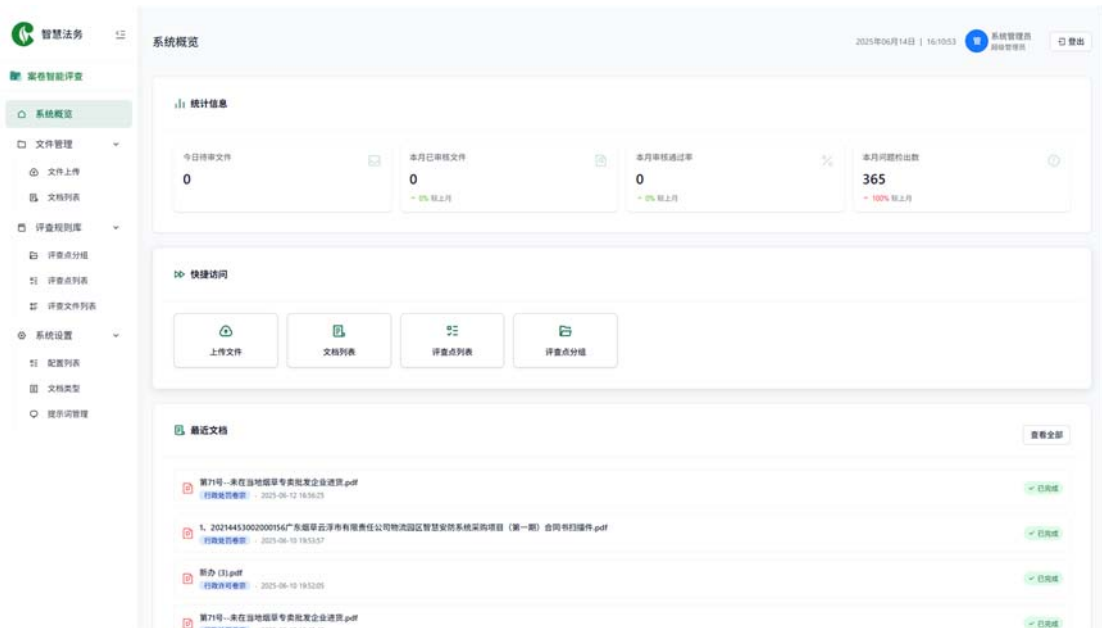 智慧法务
案卷智能评查
系统概览
文件管理
文件上传
文档列表
评查规则库
评查点分组
评查点列表
评查文件列表
系统设置
配置列表
文档类型
提示词管理
系统概览
2025年06月14日 | 16:10:53
管
系统管理员
超级管理员
登出
统计信息
今日待审文件
0
本月已审核文件
0
0% 较上月
本月审核通过率
0
0% 较上月
本月问题检出数
365
100% 较上月
快捷访问
上传文件
文档列表
评查点列表
评查点分组
最近文档
查看全部
第71号--未在当地烟草专卖批发企业进货.pdf
行政处罚卷宗 · 2025-06-12 16:56:25
已完成
1、20214453002000156广东烟草云浮市有限责任公司物流园区智慧安防系统采购项目（第一期）合同书扫描件.pdf
行政处罚卷宗 · 2025-06-10 19:53:57
已完成
新办 (3).pdf
行政许可卷宗 · 2025-06-10 19:52:05
已完成
第71号--未在当地烟草专卖批发企业进货.pdf
已完成